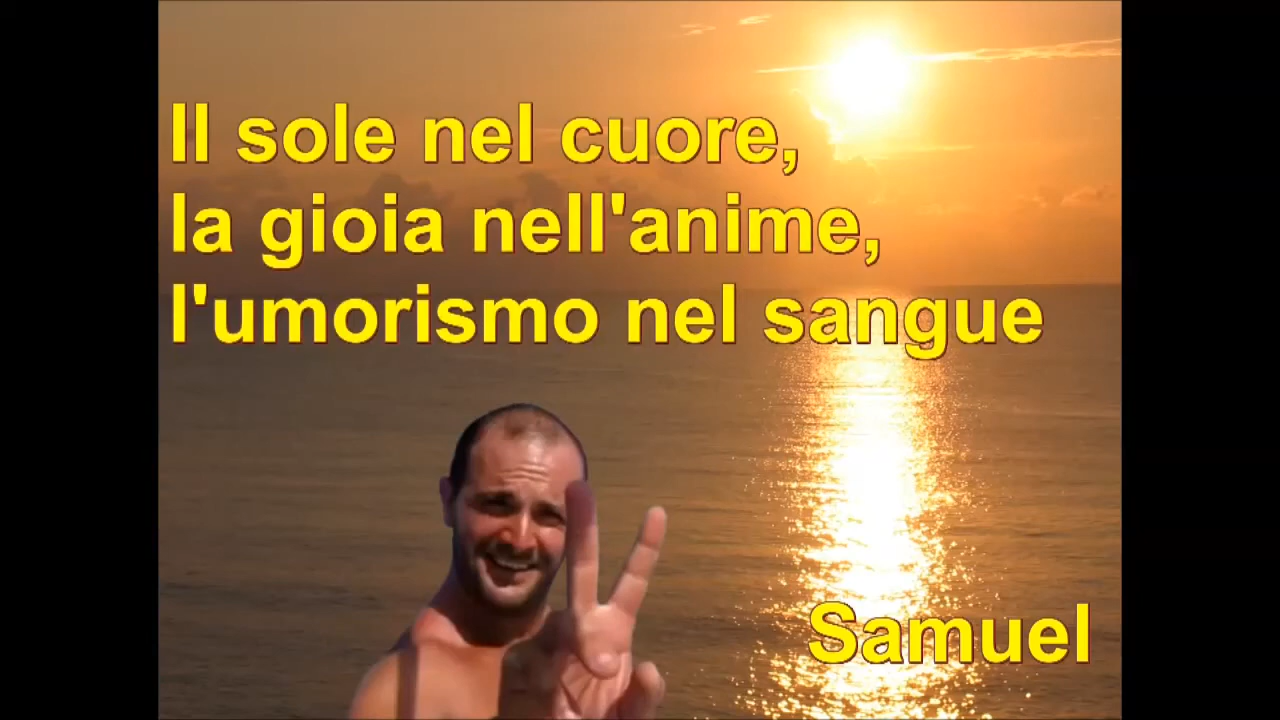 Il sole nel cuore,
la gioia nell'anime,
l'umorismo nel sangue
Samuel